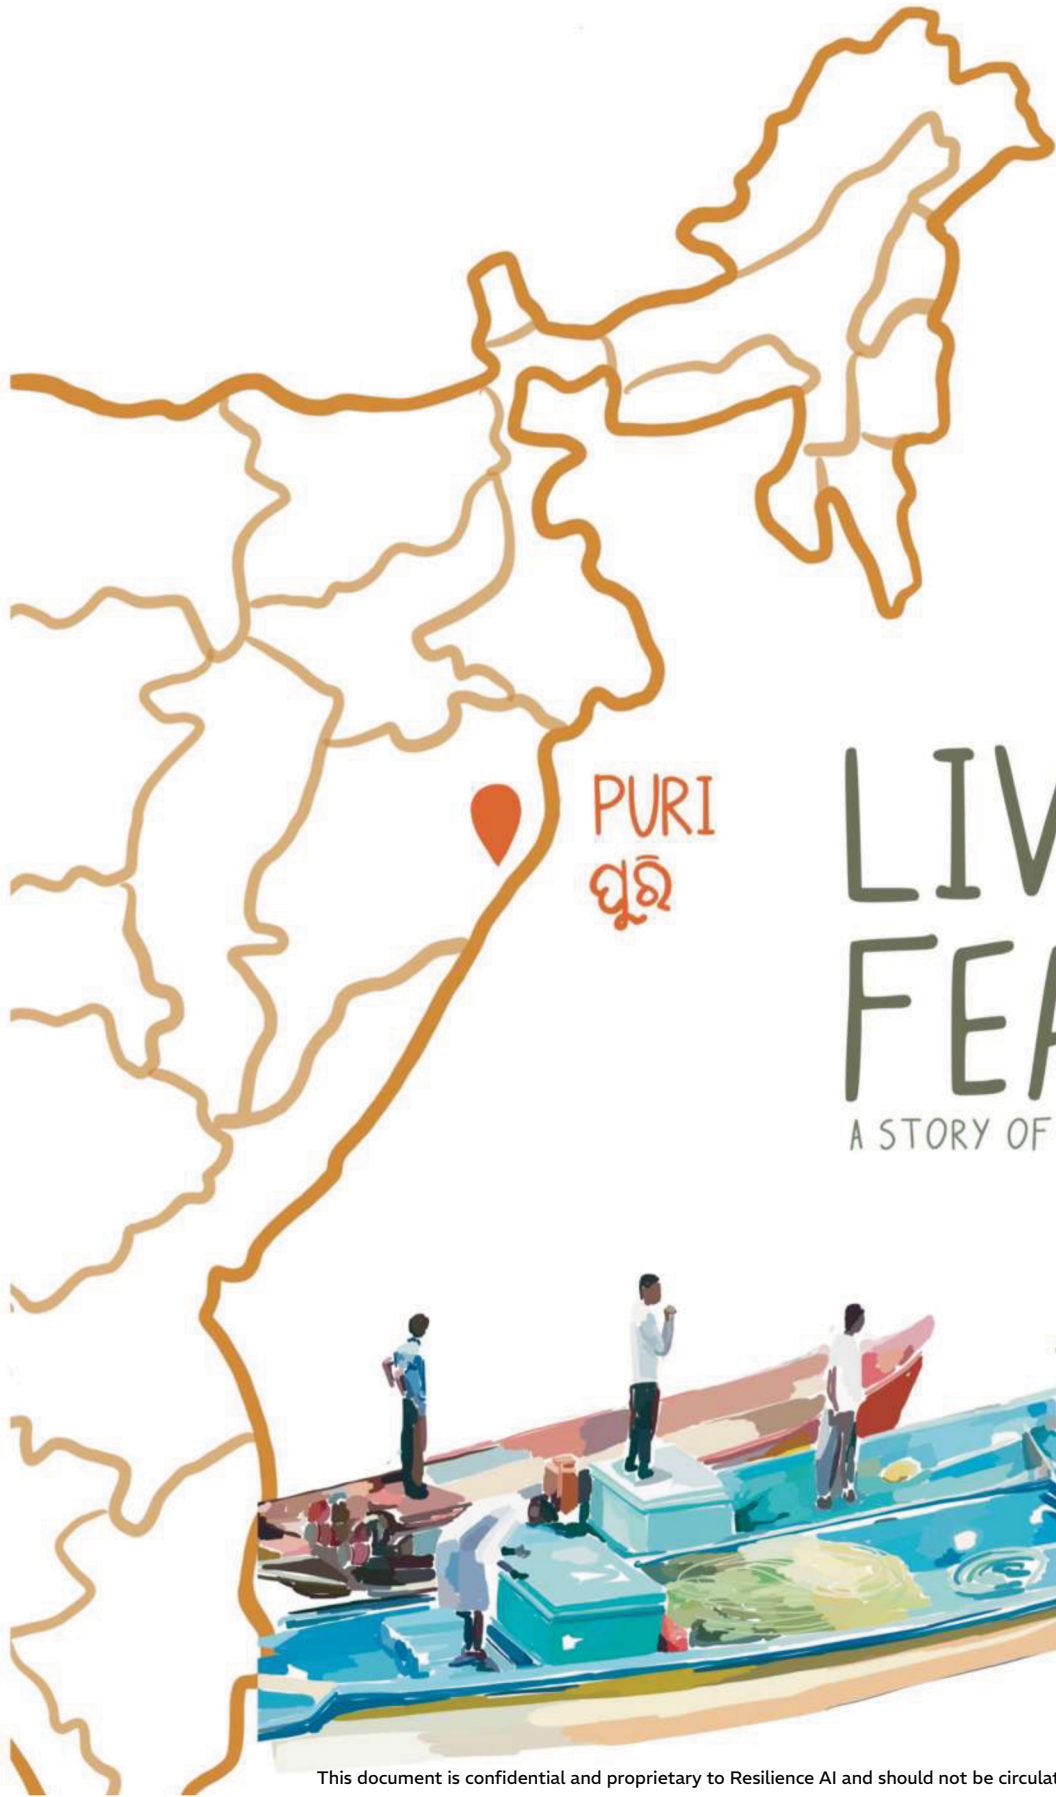 PURI
ପୁରି
LIV
FEA
A STORY OF
This document is confidential and proprietary to Resilience AI and should not be circulat